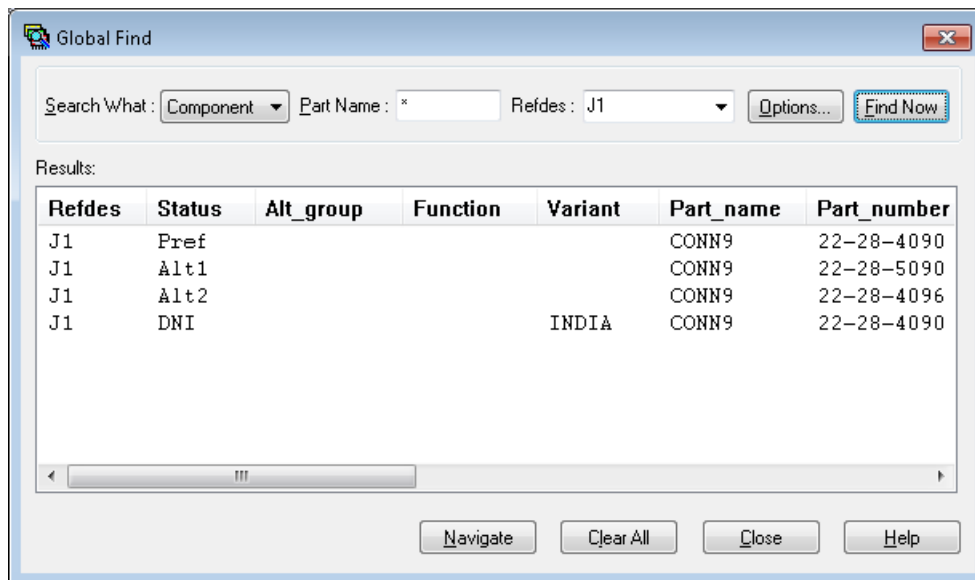 Global Find
Search What : Component Part Name : * Refdes : J1 Options... Find Now
Results:
Refdes Status Alt_group Function Variant Part_name Part_number
J1 Pref CONN9 22-28-4090
J1 Alt1 CONN9 22-28-5090
J1 Alt2 CONN9 22-28-4096
J1 DNI INDIA CONN9 22-28-4090
Navigate Clear All Close Help